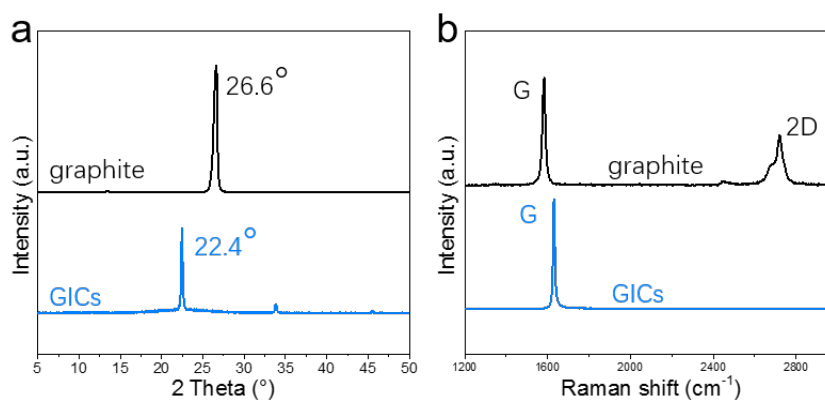 a
Intensity (a.u.)
26.6°
graphite
22.4°
GICs
5 10 15 20 25 30 35 40 45 50
2 Theta (°)
b
Intensity (a.u.)
G
2D
graphite
G
GICs
1200 1600 2000 2400 2800
Raman shift (cm⁻¹)